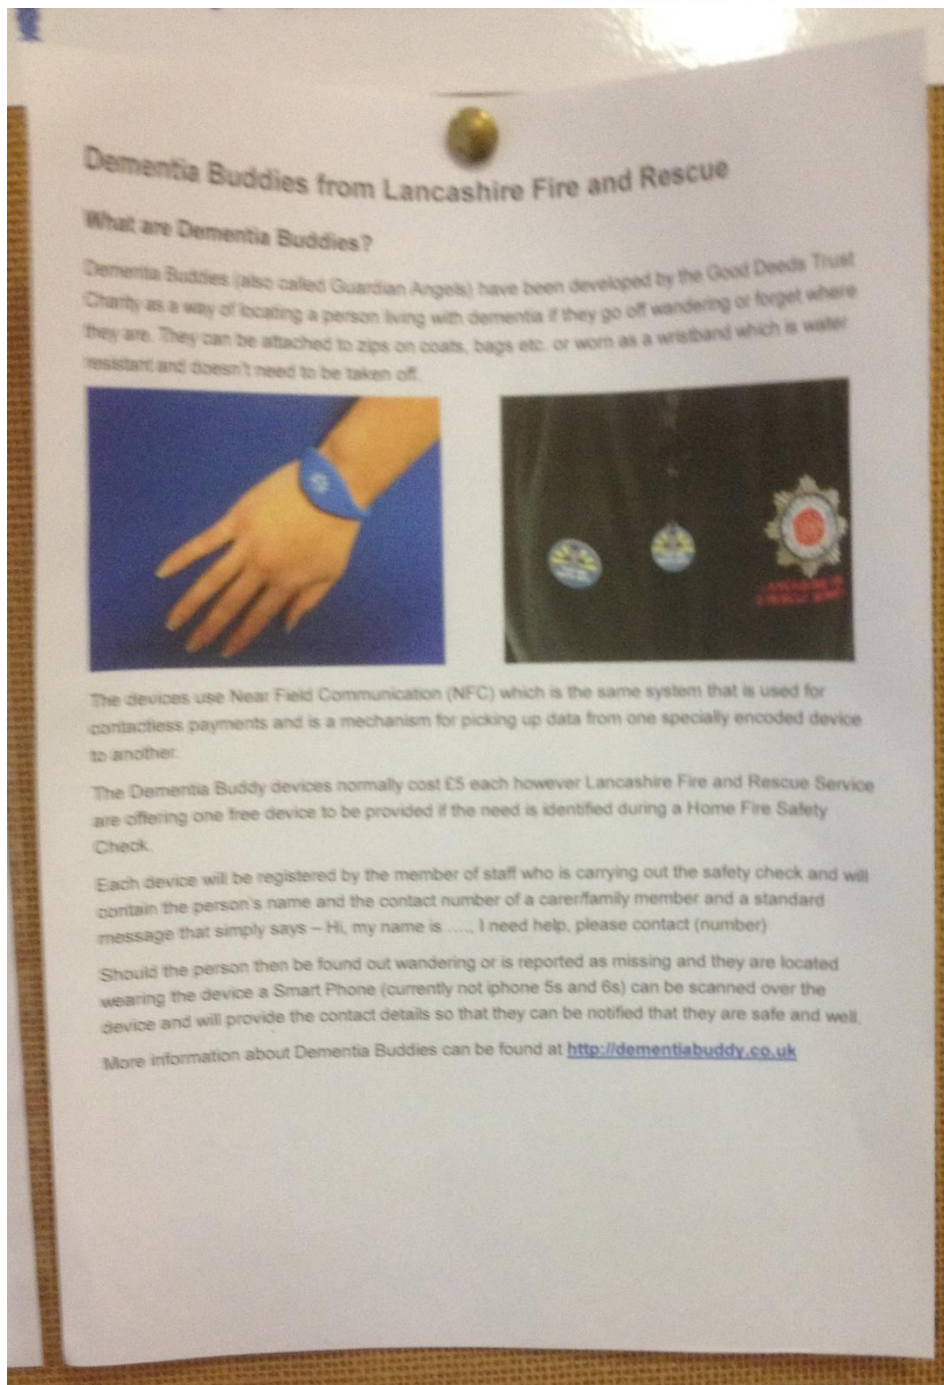 Dementia Buddies from Lancashire Fire and Rescue
What are Dementia Buddies?
Dementia Buddies (also called Guardian Angels) have been developed by the Good Deeds Trust
Charity as a way of locating a person living with dementia if they go off wandering or forget where
they are. They can be attached to zips on coats, bags etc. or worn as a wristband which is water
resistant and doesn't need to be taken off.
The devices use Near Field Communication (NFC) which is the same system that is used for
contactless payments and is a mechanism for picking up data from one specially encoded device
to another.
The Dementia Buddy devices normally cost £5 each however Lancashire Fire and Rescue Service
are offering one free device to be provided if the need is identified during a Home Fire Safety
Check.
Each device will be registered by the member of staff who is carrying out the safety check and will
contain the person's name and the contact number of a carer/family member and a standard
message that simply says – Hi, my name is ...., I need help, please contact (number)
Should the person then be found out wandering or is reported as missing and they are located
wearing the device a Smart Phone (currently not iphone 5s and 6s) can be scanned over the
device and will provide the contact details so that they can be notified that they are safe and well.
More information about Dementia Buddies can be found at http://dementiabuddy.co.uk